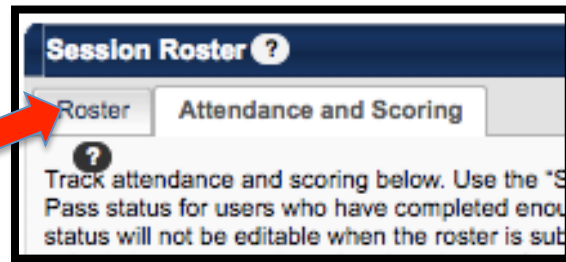 Session Roster ?
Roster Attendance and Scoring
?
Track attendance and scoring below. Use the "S
Pass status for users who have completed enou
status will not be editable when the roster is sub